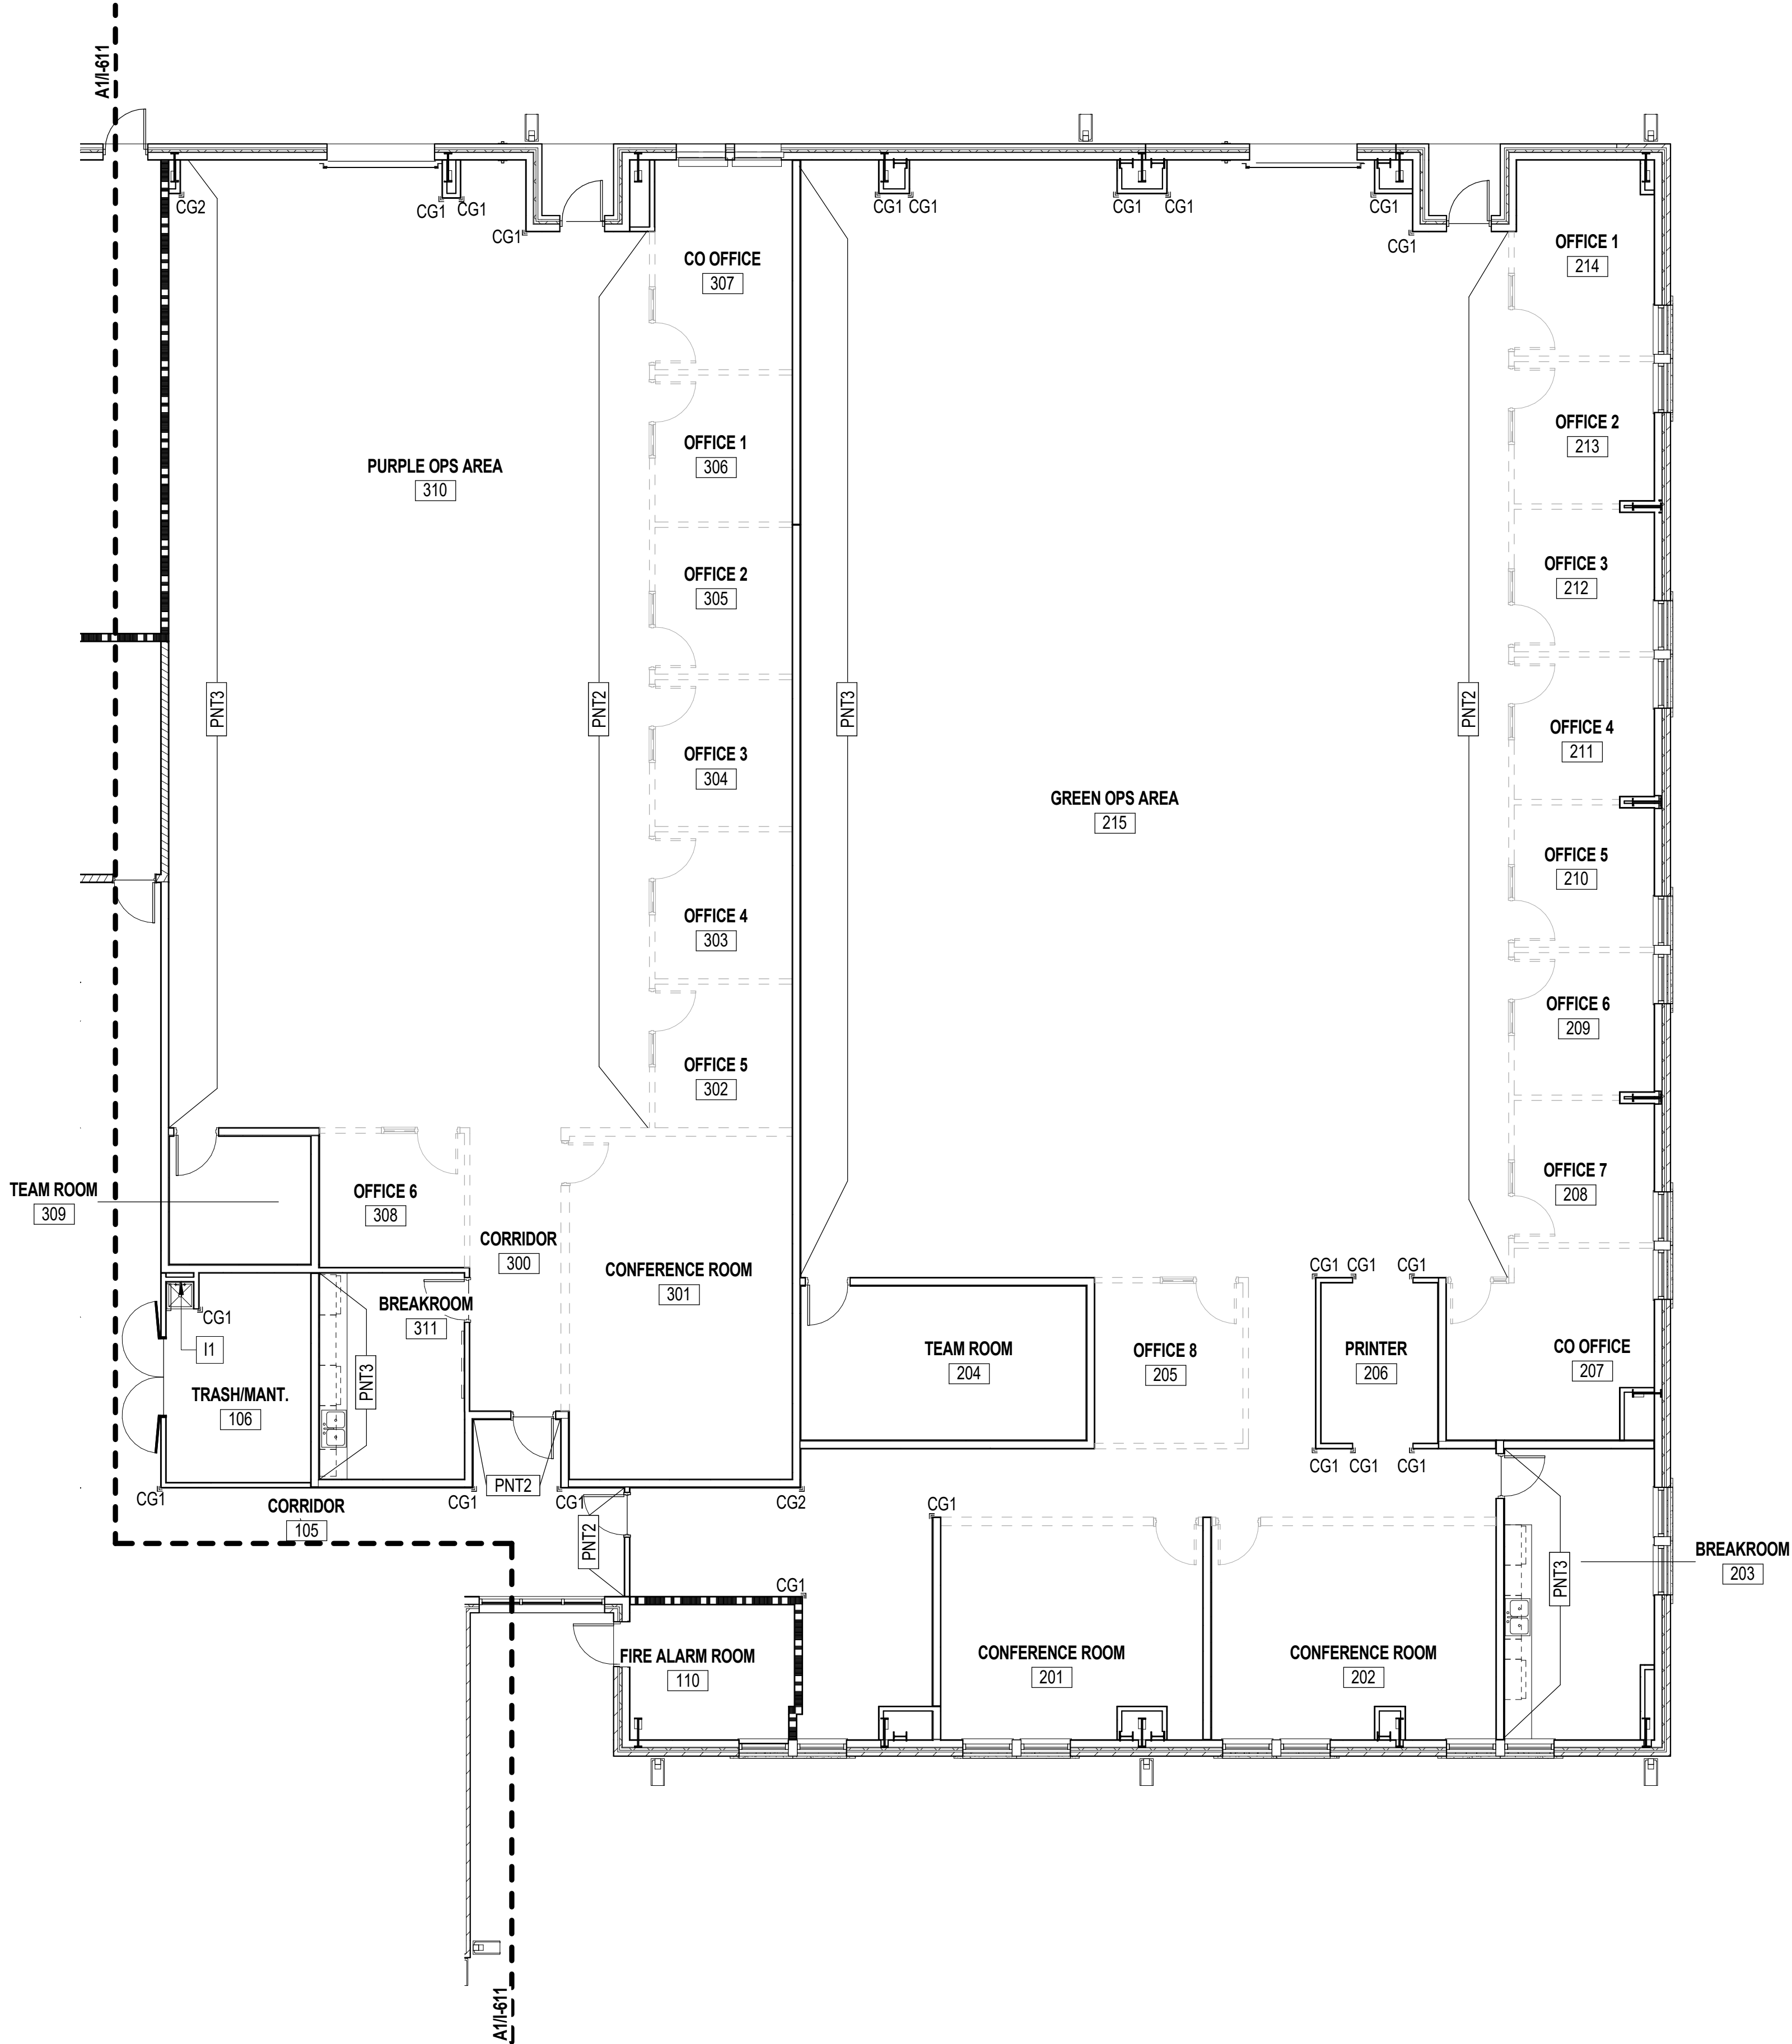 A1/I-611
CG2
CG1
CG1
CG1
CG1
CG1
CG1
CG1
CG1
CG1
CO OFFICE
307
OFFICE 1
214
OFFICE 2
213
OFFICE 1
306
PURPLE OPS AREA
310
OFFICE 2
305
OFFICE 3
212
PNT3
PNT2
PNT3
PNT2
OFFICE 3
304
OFFICE 4
211
GREEN OPS AREA
215
OFFICE 5
210
OFFICE 4
303
OFFICE 6
209
OFFICE 5
302
OFFICE 7
208
TEAM ROOM
309
OFFICE 6
308
CORRIDOR
300
CONFERENCE ROOM
301
CG1
CG1
CG1
BREAKROOM
311
CG1
I1
TEAM ROOM
204
OFFICE 8
205
PRINTER
206
CO OFFICE
207
PNT3
TRASH/MANT.
106
CG1
CG1
CG1
PNT2
CG1
CG1
CG1
CG2
CG1
CORRIDOR
105
PNT2
BREAKROOM
203
PNT3
CG1
FIRE ALARM ROOM
110
CONFERENCE ROOM
201
CONFERENCE ROOM
202
A1/I-611